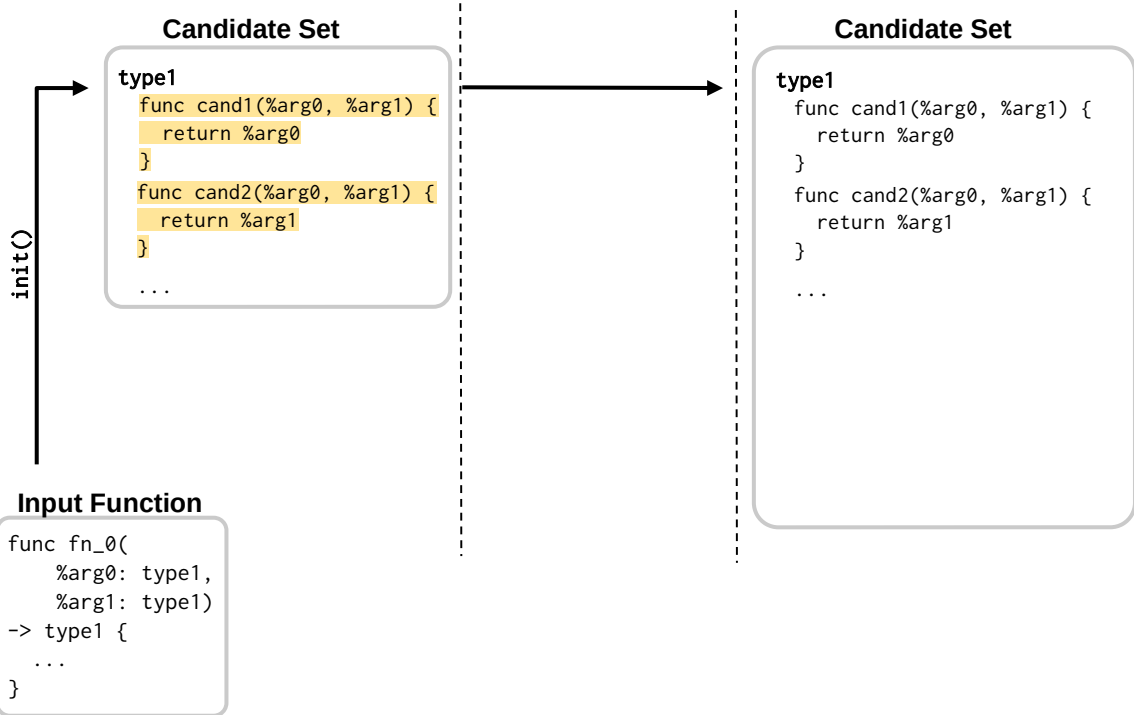 Candidate Set
type1
func cand1(%arg0, %arg1) {
return %arg0
}
func cand2(%arg0, %arg1) {
return %arg1
}
...
init()
Input Function
func fn_0(
%arg0: type1,
%arg1: type1)
-> type1 {
...
}
Candidate Set
type1
func cand1(%arg0, %arg1) {
return %arg0
}
func cand2(%arg0, %arg1) {
return %arg1
}
...